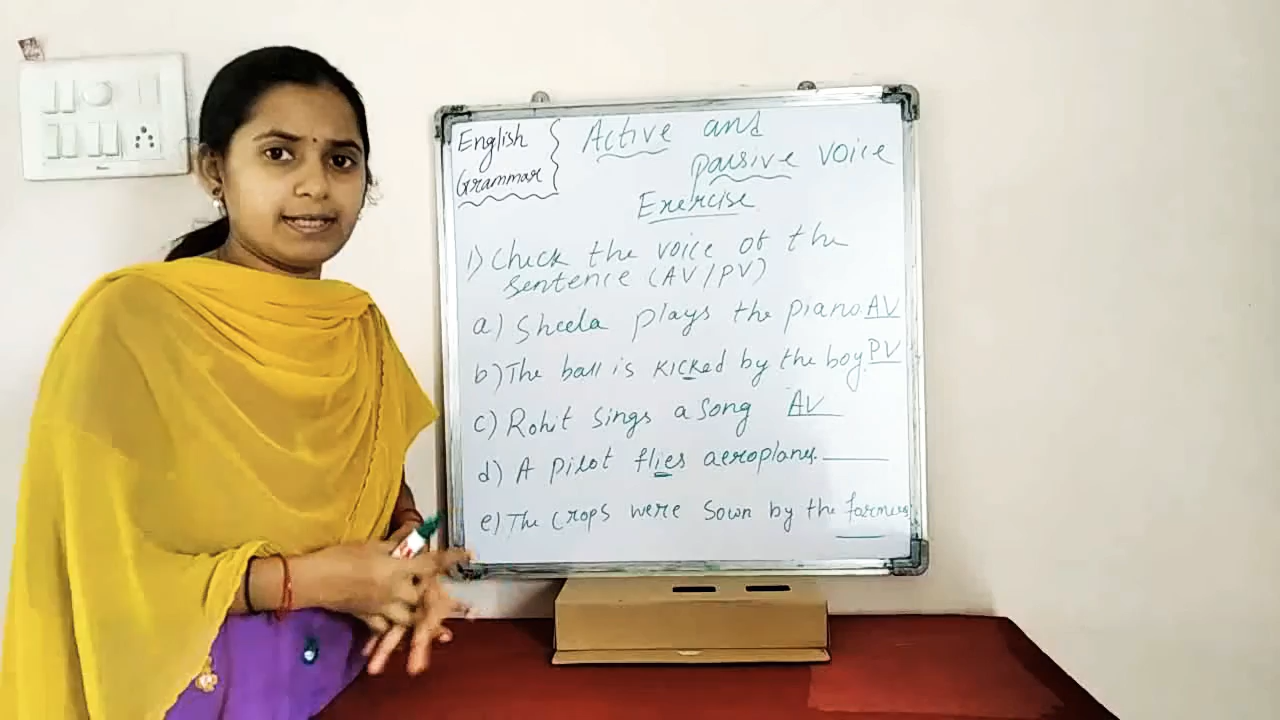 English
Grammar
Active and
passive voice
Exercise
1) Check the voice of the
sentence (AV/PV)
a) Sheela plays the piano. AV
b) The ball is kicked by the boy. PV
c) Rohit sings a song AV
d) A pilot flies aeroplanes.
e) The crops were sown by the farmers